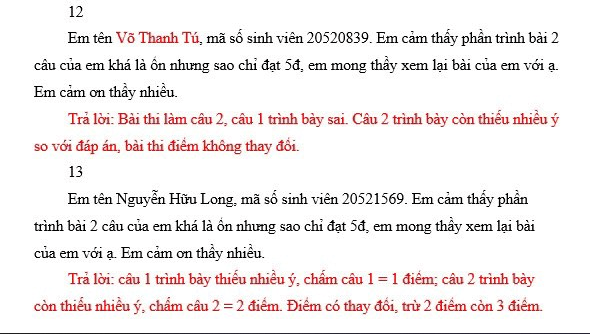 12
Em tên Võ Thanh Tú, mã số sinh viên 20520839. Em cảm thấy phần trình bài 2
câu của em khá là ổn nhưng sao chỉ đạt 5đ, em mong thầy xem lại bài của em với ạ.
Em cảm ơn thầy nhiều.
Trả lời: Bài thi làm câu 2, câu 1 trình bày sai. Câu 2 trình bày còn thiếu nhiều ý
so với đáp án, bài thi điểm không thay đổi.
13
Em tên Nguyễn Hữu Long, mã số sinh viên 20521569. Em cảm thấy phần
trình bài 2 câu của em khá là ổn nhưng sao chỉ đạt 5đ, em mong thầy xem lại bài
của em với ạ. Em cảm ơn thầy nhiều.
Trả lời: câu 1 trình bày thiếu nhiều ý, chấm câu 1 = 1 điểm; câu 2 trình bày
còn thiếu nhiều ý, chấm câu 2 = 2 điểm. Điểm có thay đổi, trừ 2 điểm còn 3 điểm.